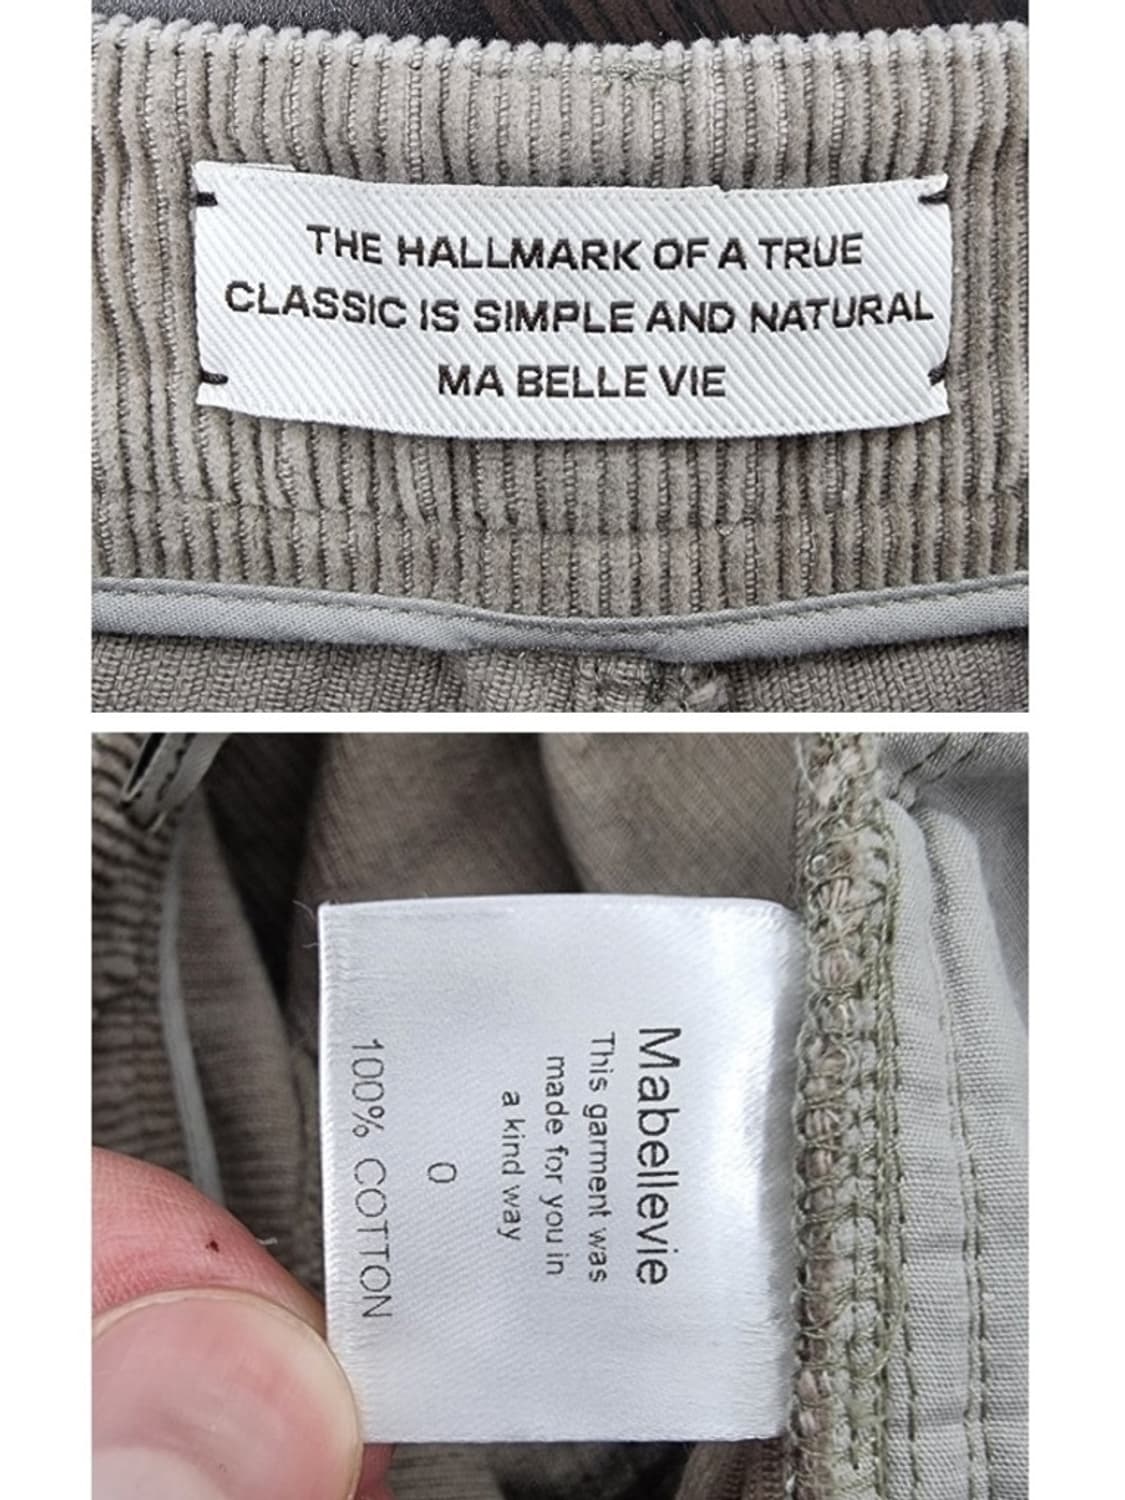 THE HALLMARK OF A TRUE
CLASSIC IS SIMPLE AND NATURAL
MA BELLE VIE
Mabellevie
This garment was
made for you in
a kind way
0
100% COTTON